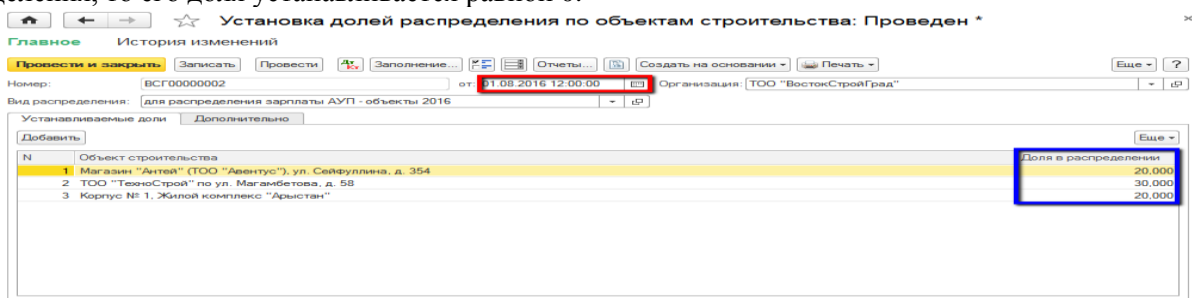 деления, то его доля устанавливается равной 0.
Установка долей распределения по объектам строительства: Проведен *
Главное История изменений
Провести и закрыть Записать Провести Дт Кт Заполнение... Отчеты... Создать на основании Печать Еще ?
Номер: ВСГ00000002 от: 01.08.2016 12:00:00 Организация: ТОО "ВостокСтройГрад"
Вид распределения: для распределения зарплаты АУП - объекты 2016
Устанавливаемые доли Дополнительно
Добавить Еще
N Объект строительства Доля в распределении
1 Магазин "Антей" (ТОО "Авентус"), ул. Сейфуллина, д. 354 20,000
2 ТОО "ТехноСтрой" по ул. Магамбетова, д. 58 30,000
3 Корпус № 1, Жилой комплекс "Арыстан" 20,000